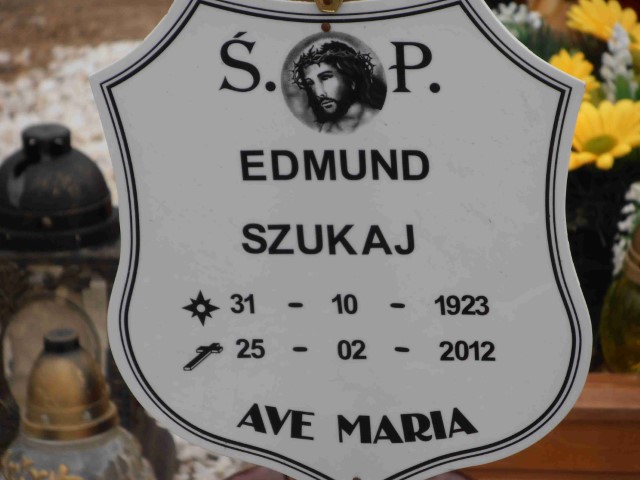 Ś. P.
EDMUND
SZUKAJ
31 - 10 - 1923
25 - 02 - 2012
AVE MARIA